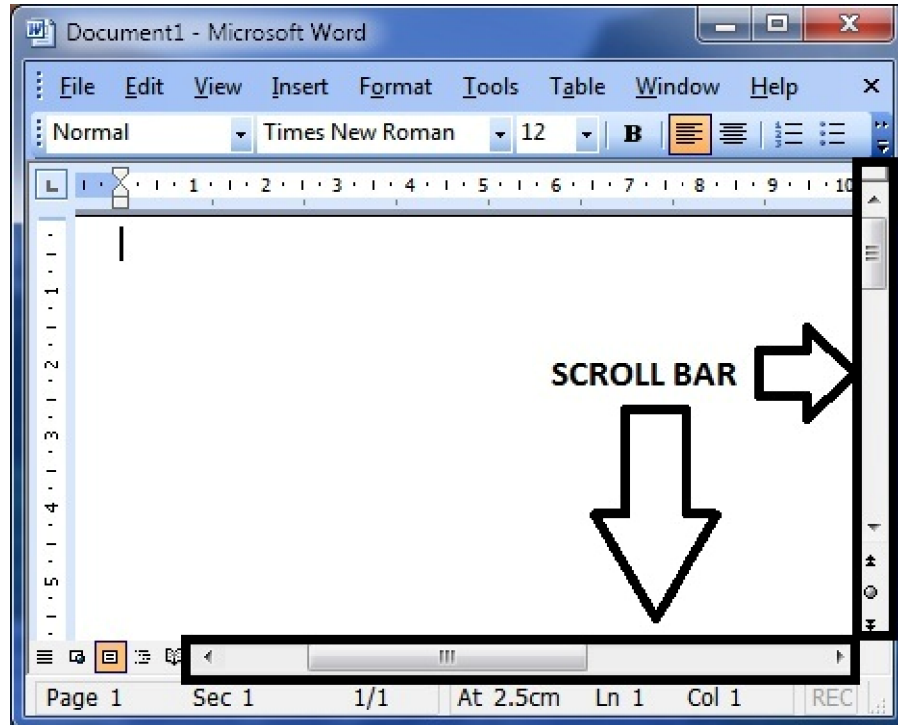 Document1 - Microsoft Word
File Edit View Insert Format Tools Table Window Help
Normal Times New Roman 12 B
1 2 3 4 5 6 7 8 9 10
1
2
SCROLL BAR
3
4
5
Page 1 Sec 1 1/1 At 2.5cm Ln 1 Col 1 REC